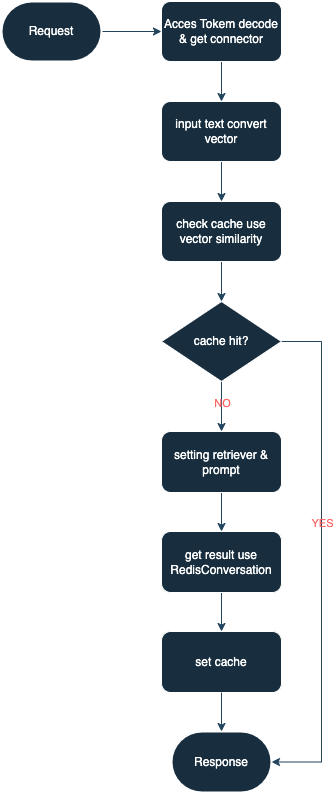 Request
Acces Tokem decode
& get connector
input text convert
vector
check cache use
vector similarity
cache hit?
NO
setting retriever &
prompt
YES
get result use
RedisConversation
set cache
Response